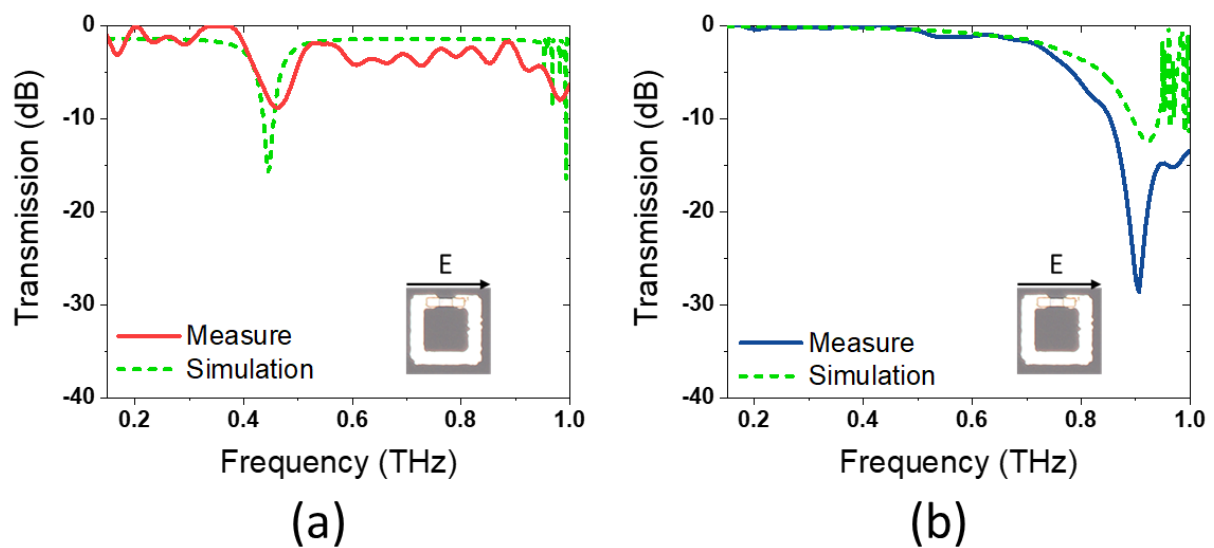 0
-10
-20
-30
-40
Transmission (dB)
E
Measure
Simulation
0.2
0.4
0.6
0.8
1.0
Frequency (THz)
(a)
0
-10
-20
-30
-40
Transmission (dB)
E
Measure
Simulation
0.2
0.4
0.6
0.8
1.0
Frequency (THz)
(b)